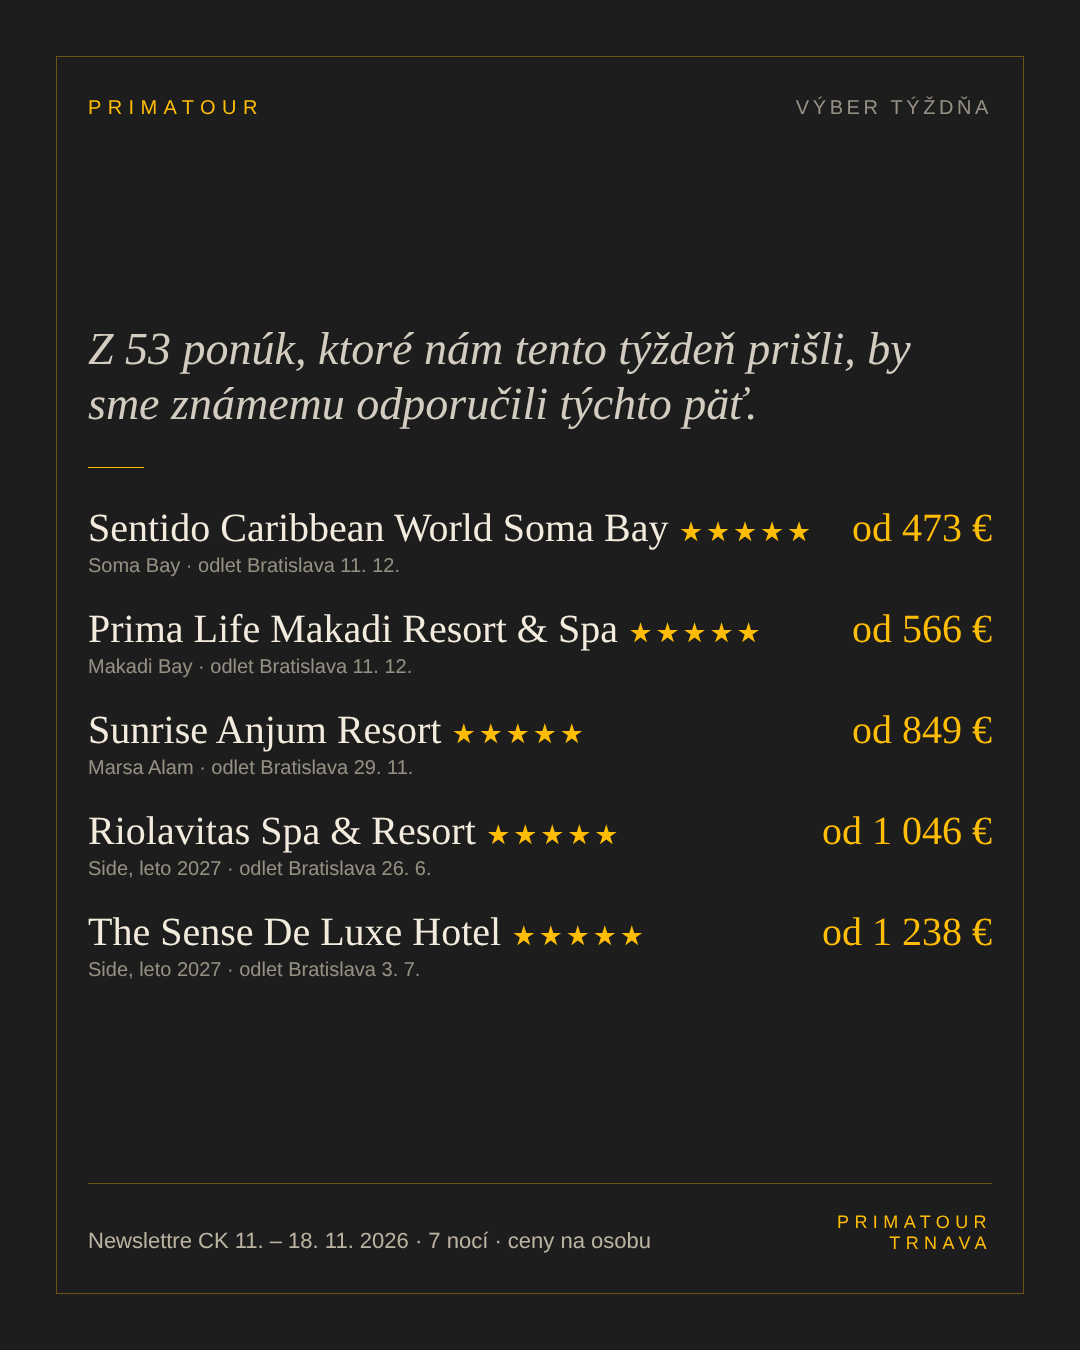 PRIMATOUR
VÝBER TÝŽDŇA
Z 53 ponúk, ktoré nám tento týždeň prišli, by
sme známemu odporučili týchto päť.
Sentido Caribbean World Soma Bay ★★★★★ od 473 €
Soma Bay · odlet Bratislava 11. 12.
Prima Life Makadi Resort & Spa ★★★★★ od 566 €
Makadi Bay · odlet Bratislava 11. 12.
Sunrise Anjum Resort ★★★★★ od 849 €
Marsa Alam · odlet Bratislava 29. 11.
Riolavitas Spa & Resort ★★★★★ od 1 046 €
Side, leto 2027 · odlet Bratislava 26. 6.
The Sense De Luxe Hotel ★★★★★ od 1 238 €
Side, leto 2027 · odlet Bratislava 3. 7.
Newslettre CK 11. – 18. 11. 2026 · 7 nocí · ceny na osobu
PRIMATOUR
TRNAVA